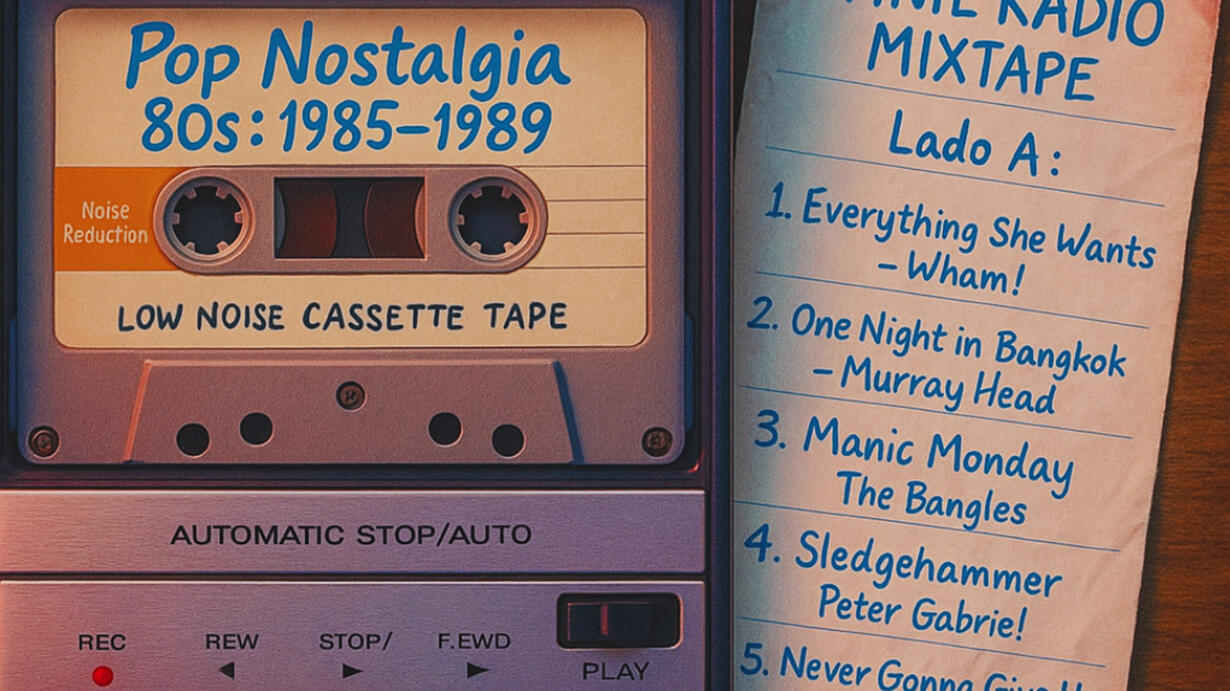 Pop Nostalgia
80s: 1985–1989
Noise
Reduction
LOW NOISE CASSETTE TAPE
AUTOMATIC STOP/AUTO
REC
REW
STOP/
F.EWD
PLAY
RADIO
MIXTAPE
Lado A:
1. Everything She Wants
– Wham!
2. One Night in Bangkok
– Murray Head
3. Manic Monday
The Bangles
4. Sledgehammer
Peter Gabrie!
5. Never Gonna Give